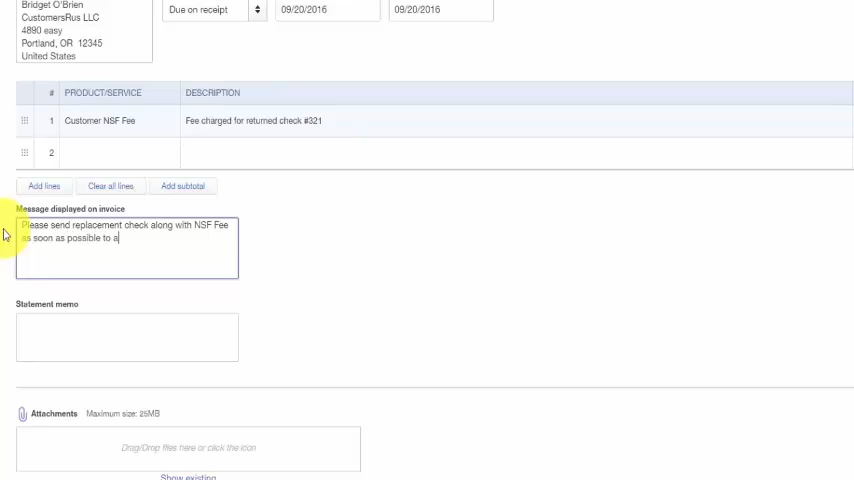 Bridget O'Brien
CustomersRus LLC
4890 easy
Portland, OR 12345
United States
Due on receipt
09/20/2016
09/20/2016
# PRODUCT/SERVICE DESCRIPTION
1 Customer NSF Fee Fee charged for returned check #321
2
Add lines Clear all lines Add subtotal
Message displayed on invoice
Please send replacement check along with NSF Fee
as soon as possible to a
Statement memo
Attachments Maximum size: 25MB
Drag/Drop files here or click the icon
Show existing